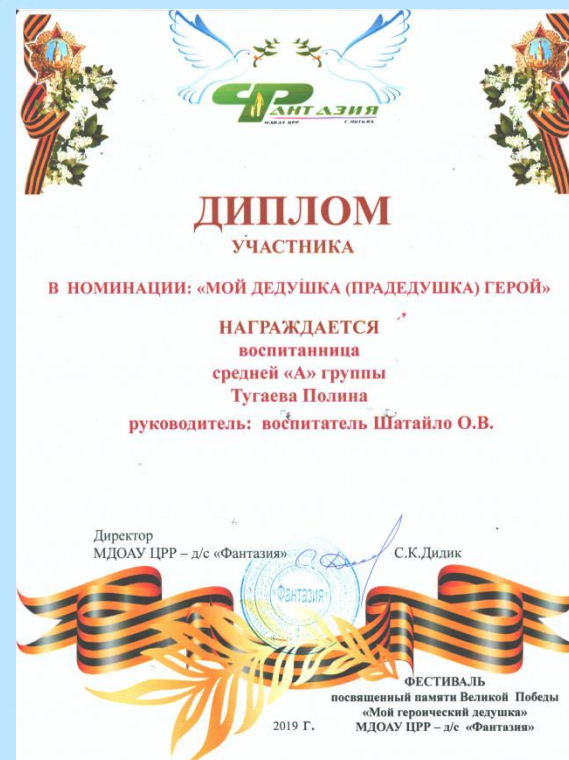 ФАНТАЗИЯ
ДИПЛОМ
УЧАСТНИКА
В НОМИНАЦИИ: «МОЙ ДЕДУШКА (ПРАДЕДУШКА) ГЕРОЙ»
НАГРАЖДАЕТСЯ
воспитанница
средней «А» группы
Тугаева Полина
руководитель: воспитатель Шатайло О.В.
Директор
МДОАУ ЦРР – д/с «Фантазия» С.К.Дидик
«Фантазия»
ФЕСТИВАЛЬ
посвященный памяти Великой Победы
«Мой героический дедушка»
2019 Г. МДОАУ ЦРР – д/с «Фантазия»